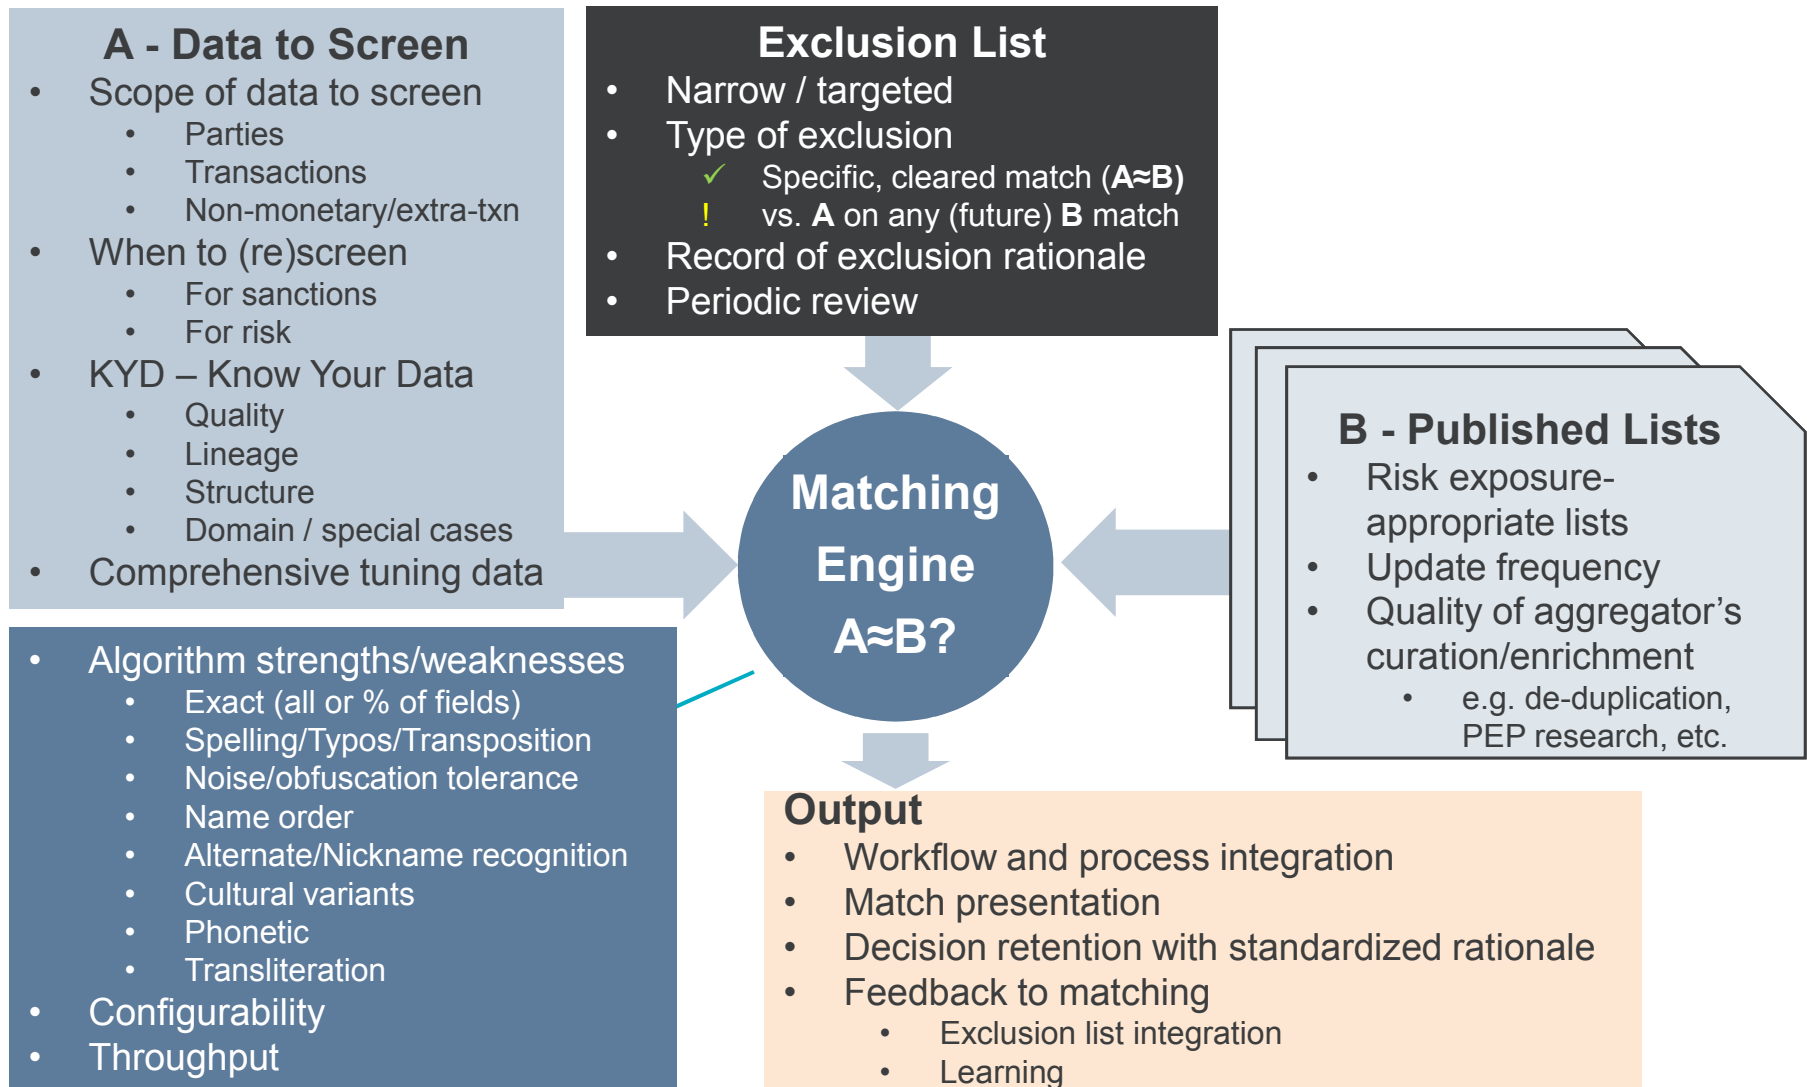 A - Data to Screen
• Scope of data to screen
• Parties
• Transactions
• Non-monetary/extra-txn
• When to (re)screen
• For sanctions
• For risk
• KYD – Know Your Data
• Quality
• Lineage
• Structure
• Domain / special cases
• Comprehensive tuning data
Exclusion List
• Narrow / targeted
• Type of exclusion
✓ Specific, cleared match (A≈B)
! vs. A on any (future) B match
• Record of exclusion rationale
• Periodic review
B - Published Lists
• Risk exposure-
appropriate lists
• Update frequency
• Quality of aggregator’s
curation/enrichment
• e.g. de-duplication,
PEP research, etc.
Matching
Engine
A≈B?
• Algorithm strengths/weaknesses
• Exact (all or % of fields)
• Spelling/Typos/Transposition
• Noise/obfuscation tolerance
• Name order
• Alternate/Nickname recognition
• Cultural variants
• Phonetic
• Transliteration
• Configurability
• Throughput
Output
• Workflow and process integration
• Match presentation
• Decision retention with standardized rationale
• Feedback to matching
• Exclusion list integration
• Learning